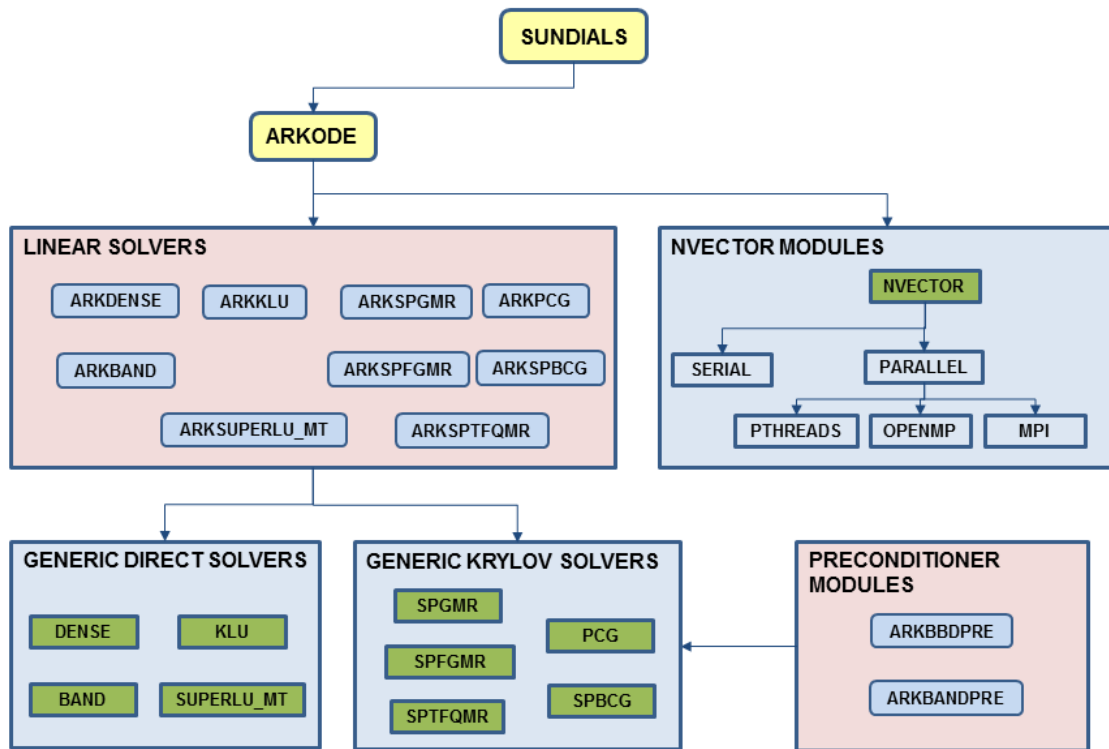 SUNDIALS
ARKODE
LINEAR SOLVERS
ARKDENSE
ARKKLU
ARKSPGMR
ARKPCG
ARKBAND
ARKSPFGMR
ARKSPBCG
ARKSUPERLU_MT
ARKSPTFQMR
NVECTOR MODULES
NVECTOR
SERIAL
PARALLEL
PTHREADS
OPENMP
MPI
GENERIC DIRECT SOLVERS
DENSE
KLU
BAND
SUPERLU_MT
GENERIC KRYLOV SOLVERS
SPGMR
PCG
SPFGMR
SPBCG
SPTFQMR
PRECONDITIONER
MODULES
ARKBBDPRE
ARKBANDPRE